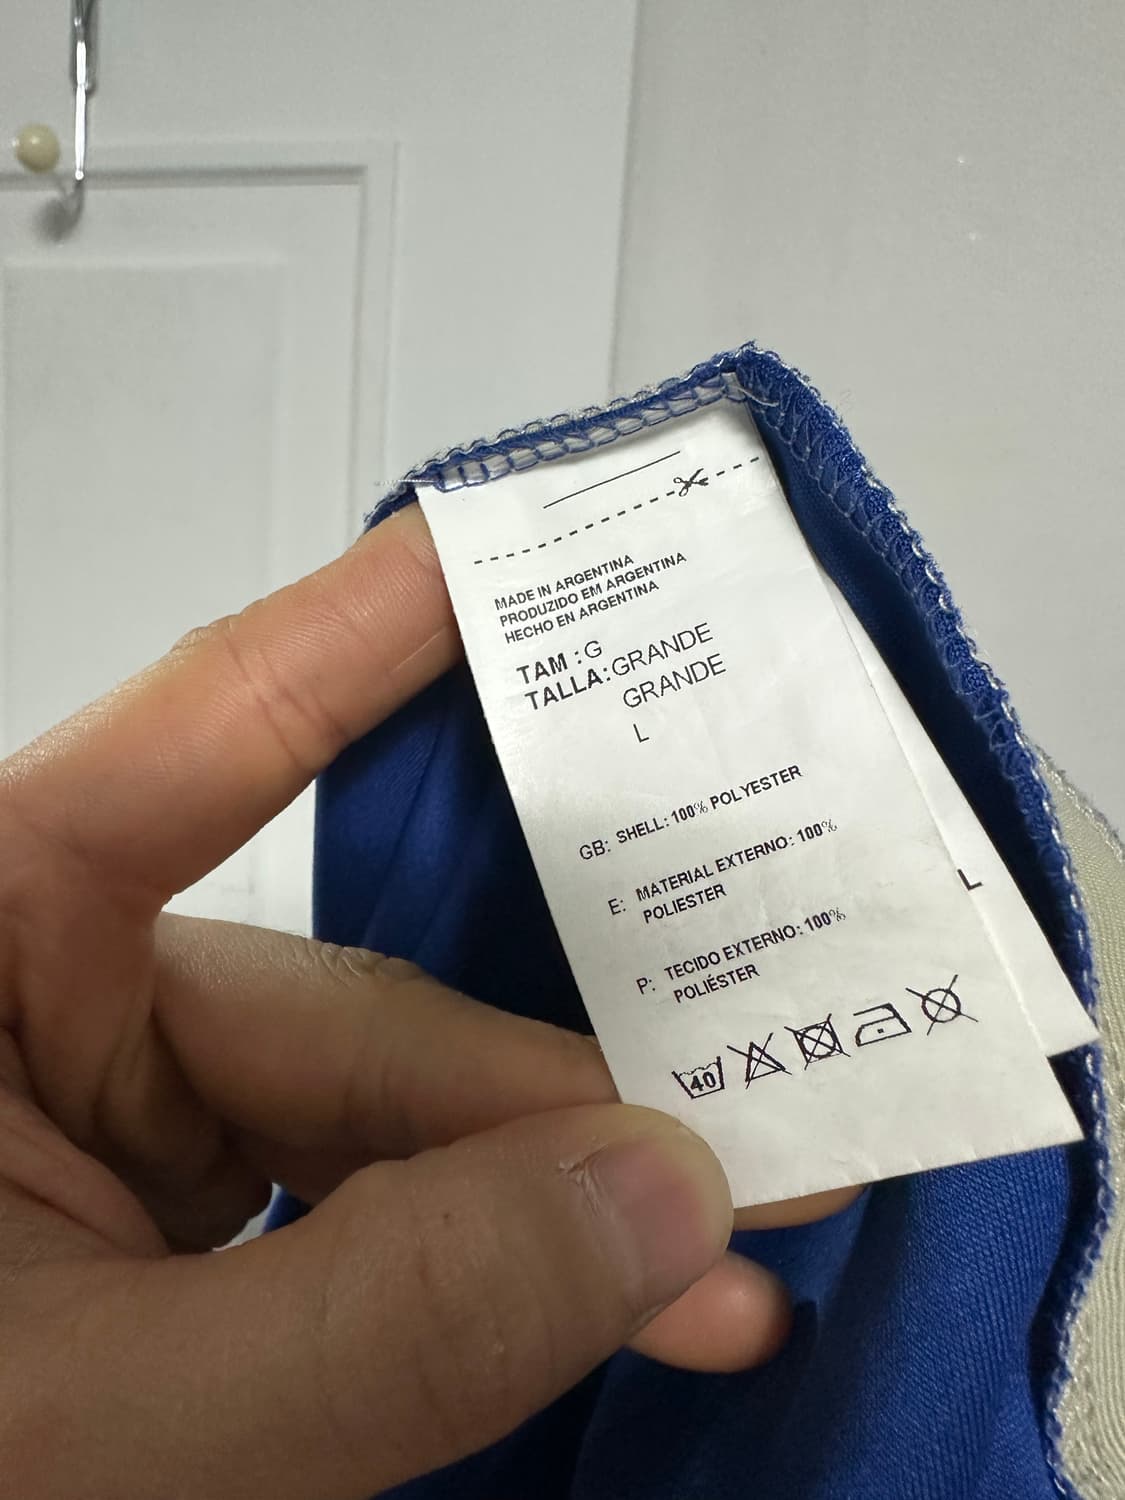 MADE IN ARGENTINA
PRODUZIDO EM ARGENTINA
HECHO EN ARGENTINA
TAM :G
TALLA:GRANDE
GRANDE
L
GB: SHELL: 100% POLYESTER
E: MATERIAL EXTERNO: 100%
POLIESTER
P: TECIDO EXTERNO: 100%
POLIÉSTER
40
L